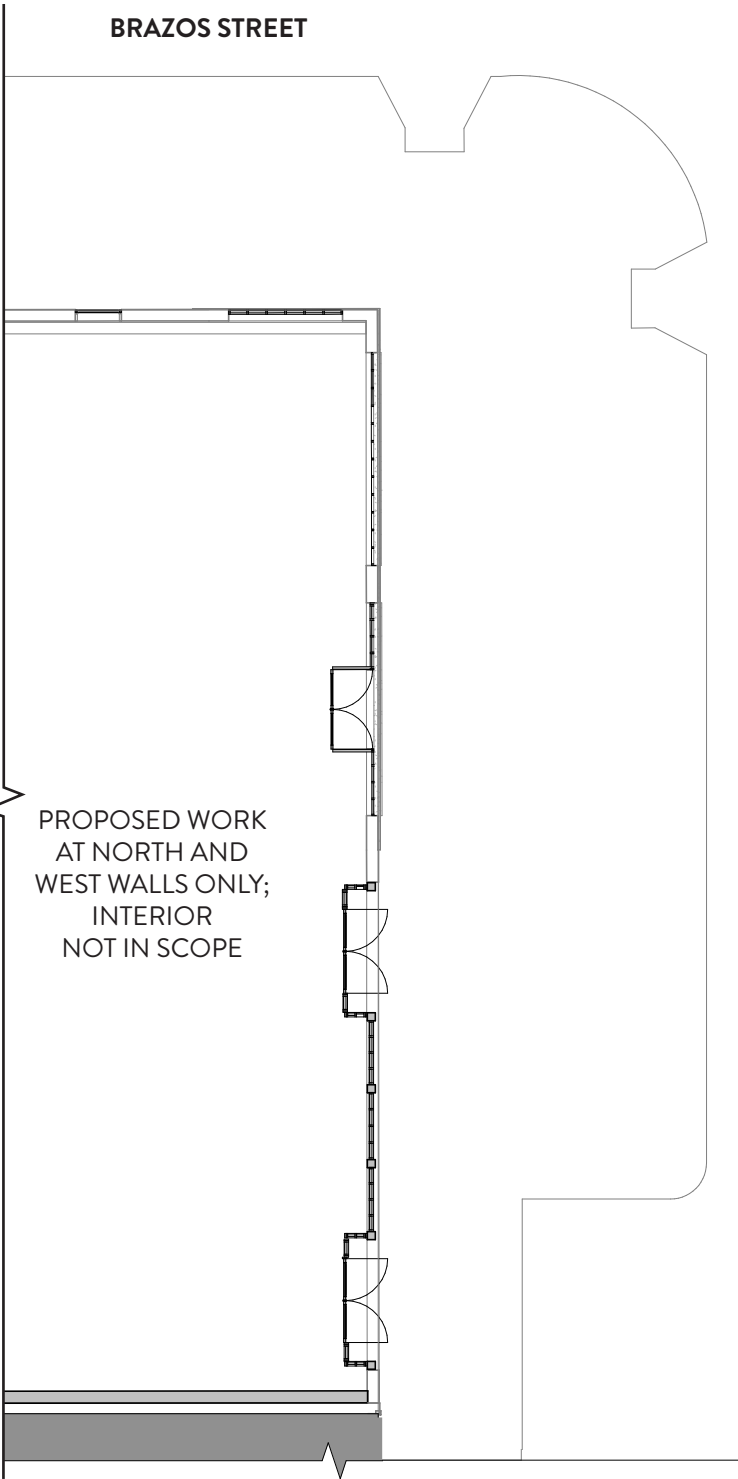 BRAZOS STREET
PROPOSED WORK
AT NORTH AND
WEST WALLS ONLY;
INTERIOR
NOT IN SCOPE